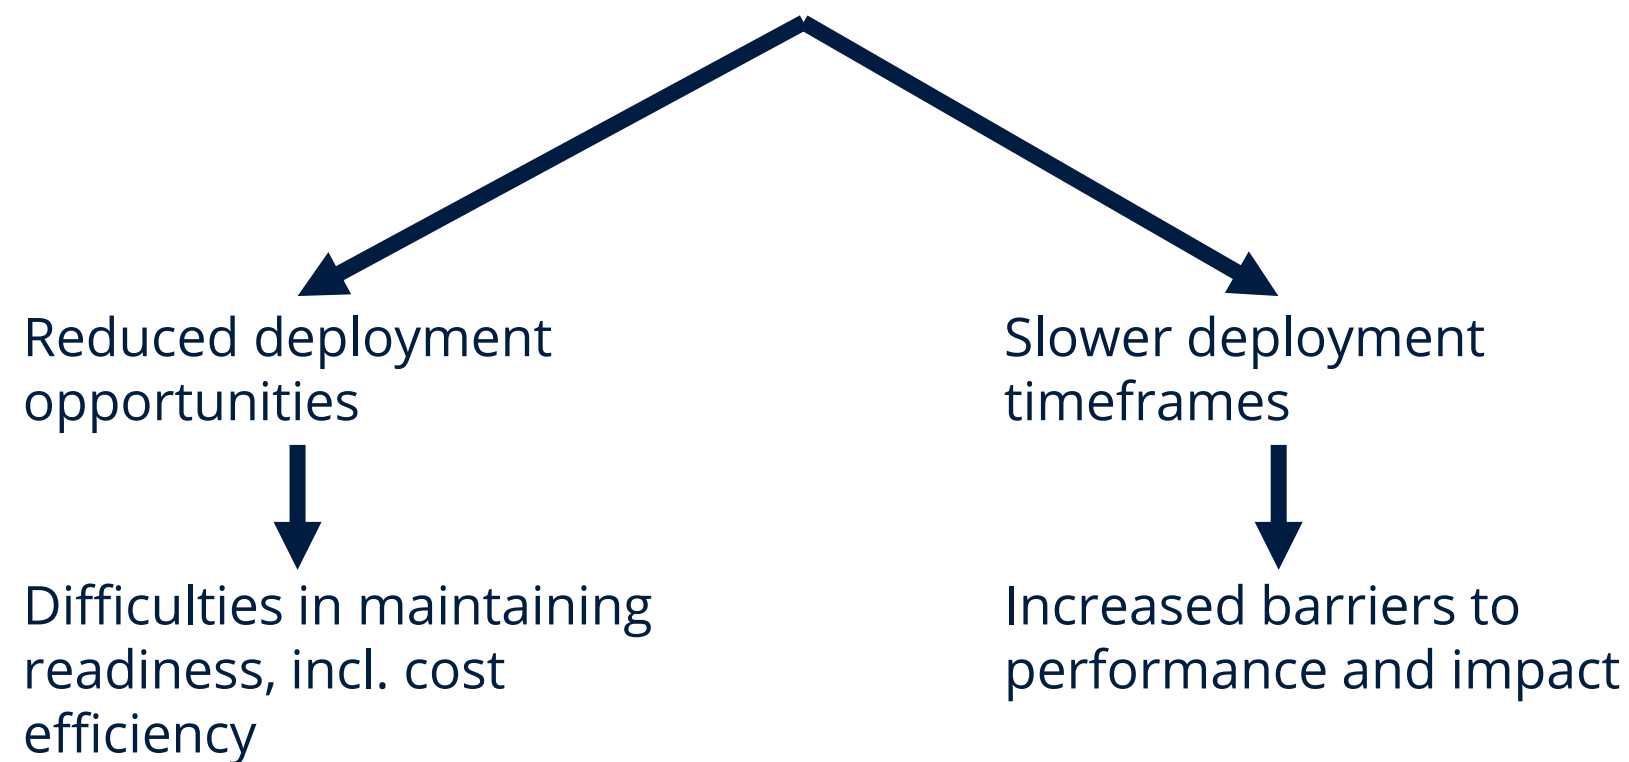 Reduced deployment
opportunities
Slower deployment
timeframes
Difficulties in maintaining
readiness, incl. cost
efficiency
Increased barriers to
performance and impact